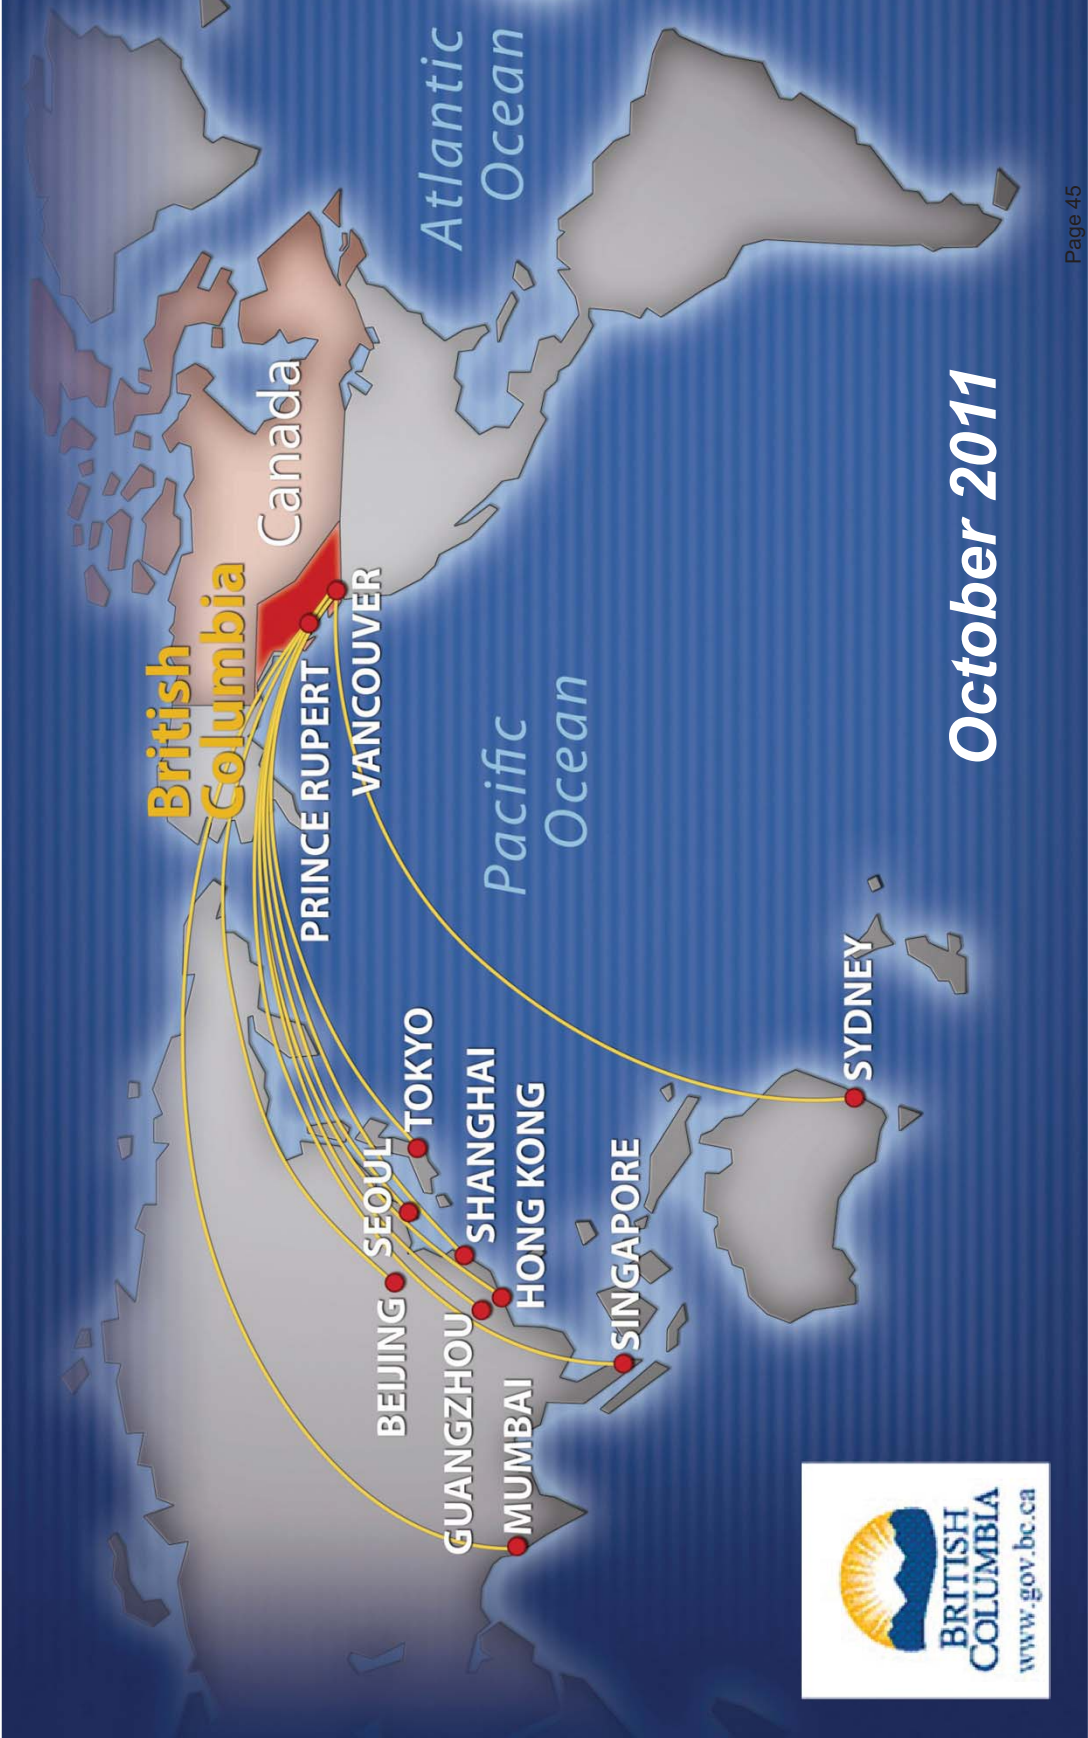 British
Columbia
Canada
Atlantic
Ocean
PRINCE RUPERT
VANCOUVER
Pacific
Ocean
BEIJING
SEOUL
TOKYO
GUANGZHOU
SHANGHAI
MUMBAI
HONG KONG
SINGAPORE
SYDNEY
October 2011
BRITISH
COLUMBIA
www.gov.bc.ca
Page 45